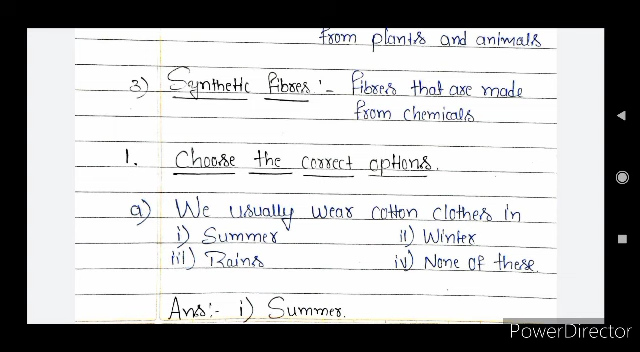 from plants and animals
3) Synthetic fibres :- fibres that are made
from chemicals
1. Choose the correct options.
a) We usually wear cotton clothes in
i) Summer ii) Winter
iii) Rains iv) None of these.
Ans:- i) Summer.
PowerDirector